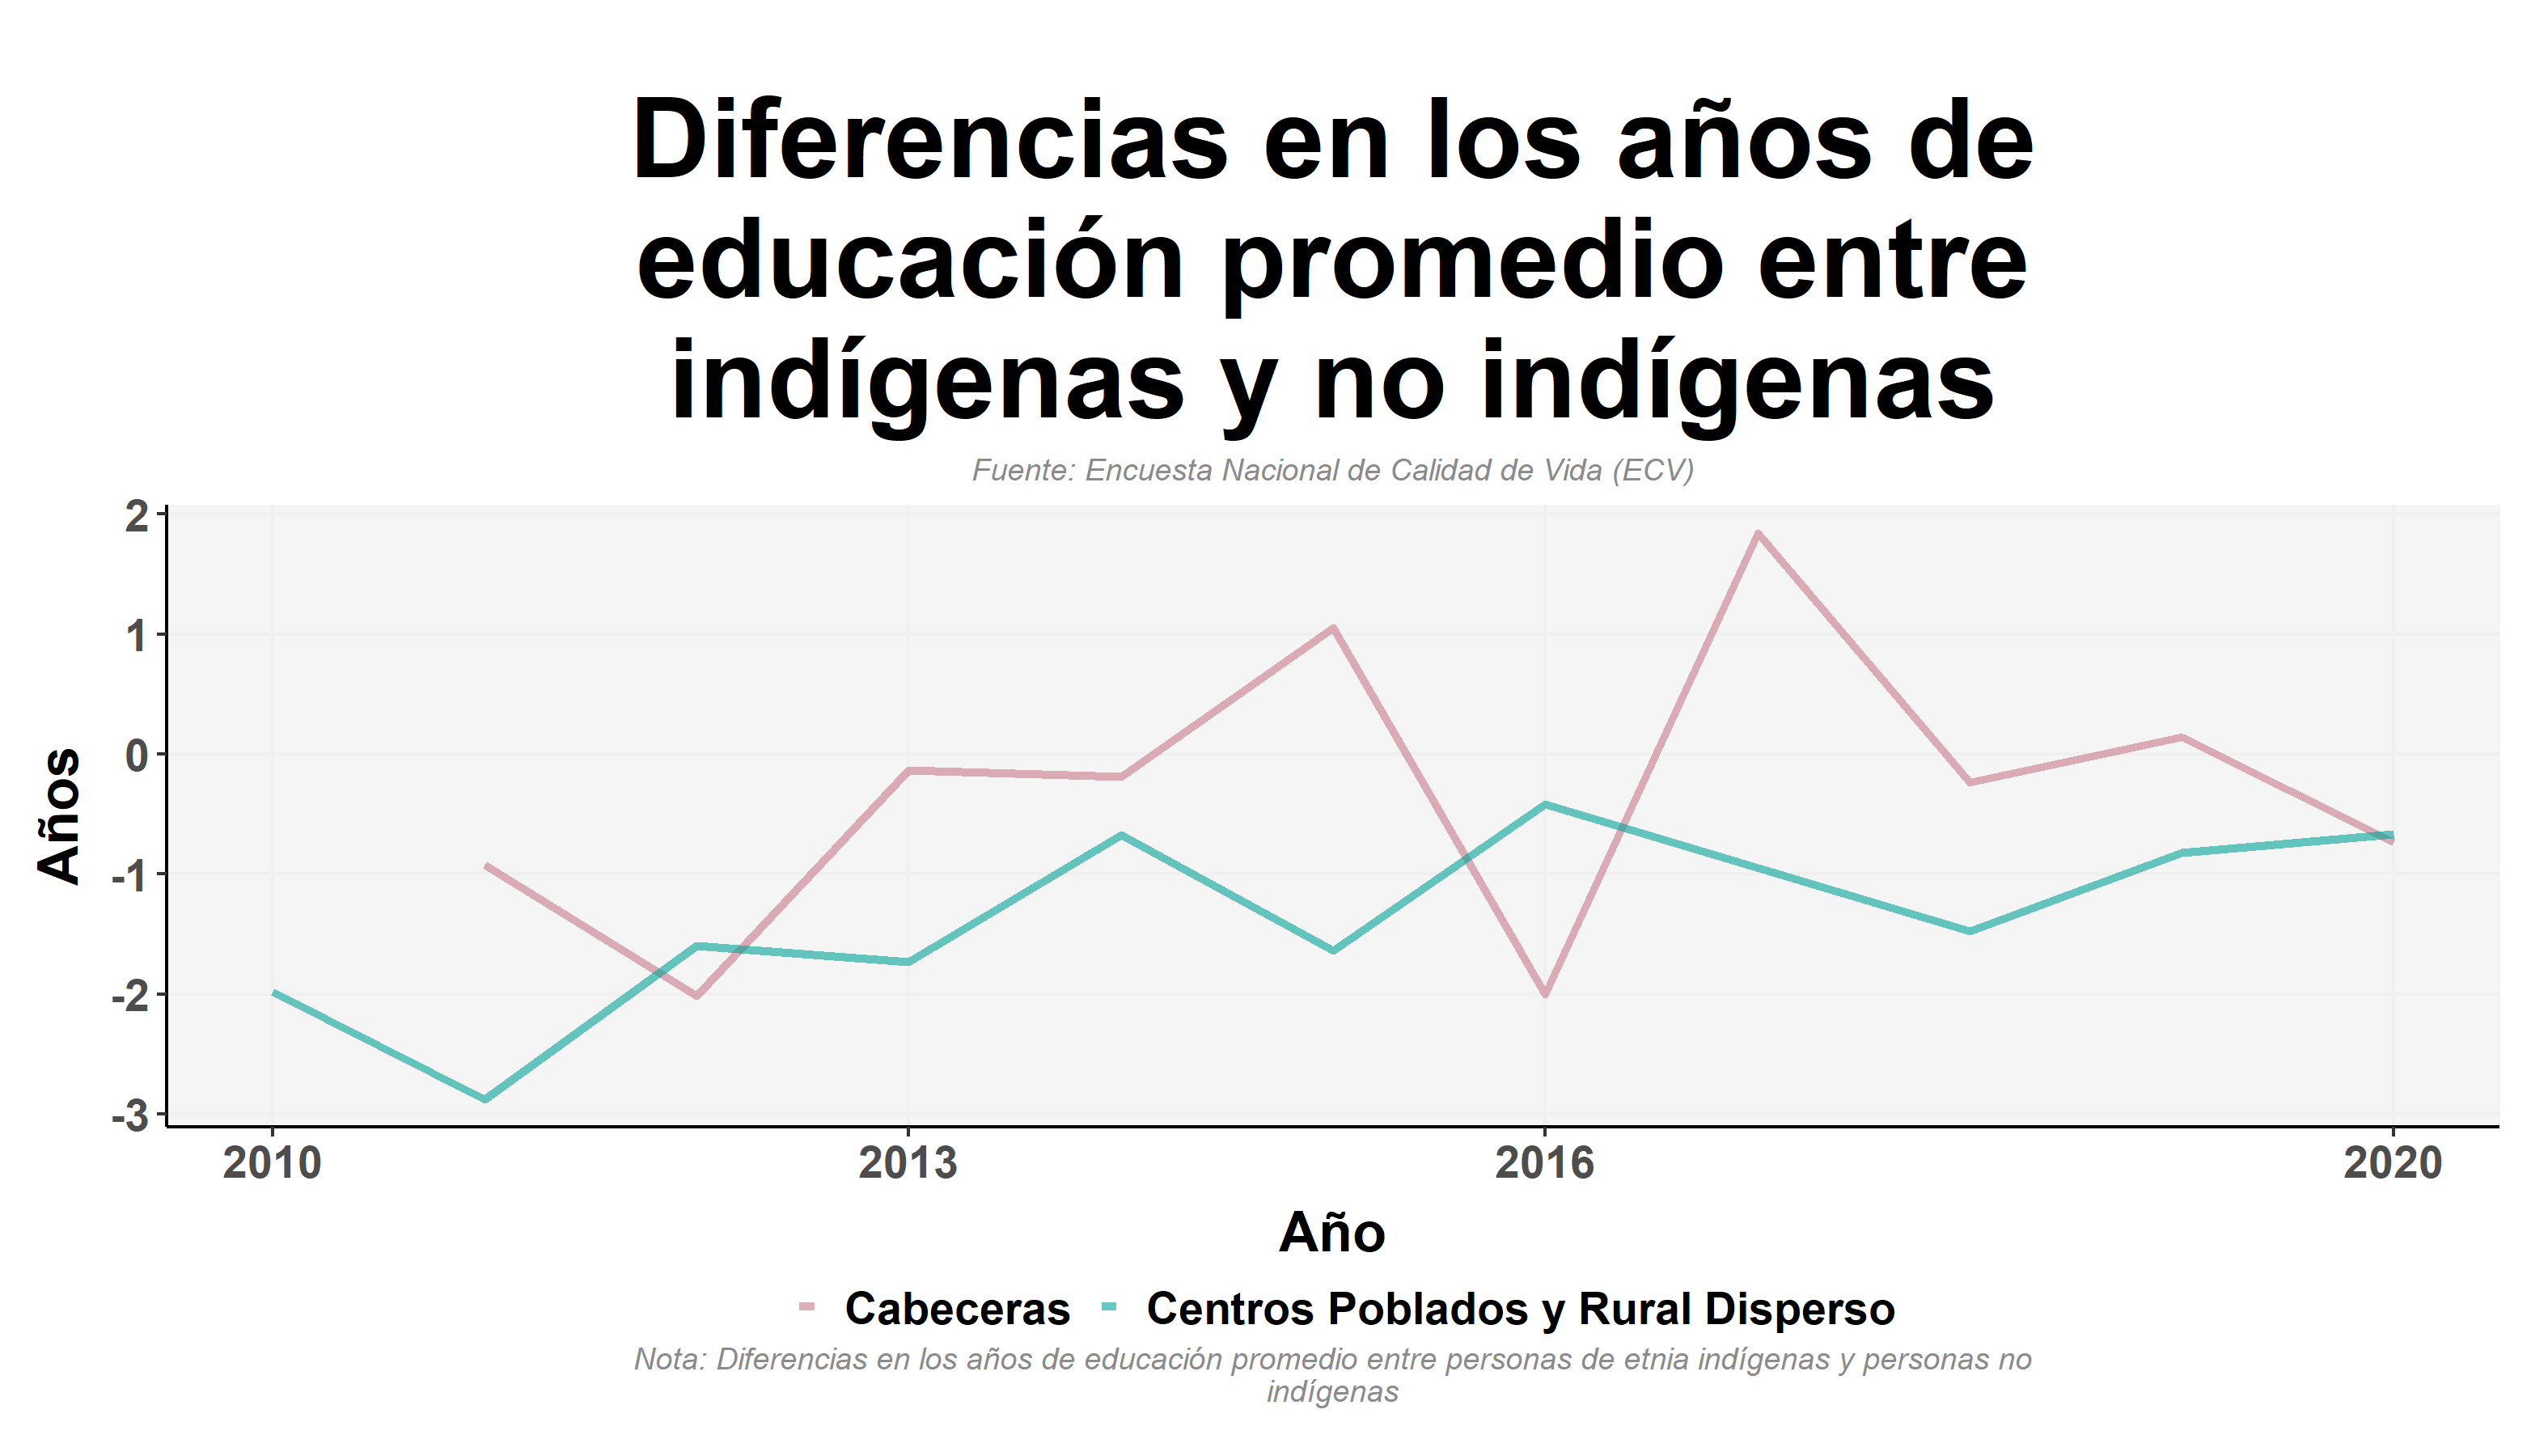 Diferencias en los años de
educación promedio entre
indígenas y no indígenas
Fuente: Encuesta Nacional de Calidad de Vida (ECV)
2
1
0
-1
-2
-3
Años
2010 2013 2016 2020
Año
Cabeceras Centros Poblados y Rural Disperso
Nota: Diferencias en los años de educación promedio entre personas de etnia indígenas y personas no
indígenas